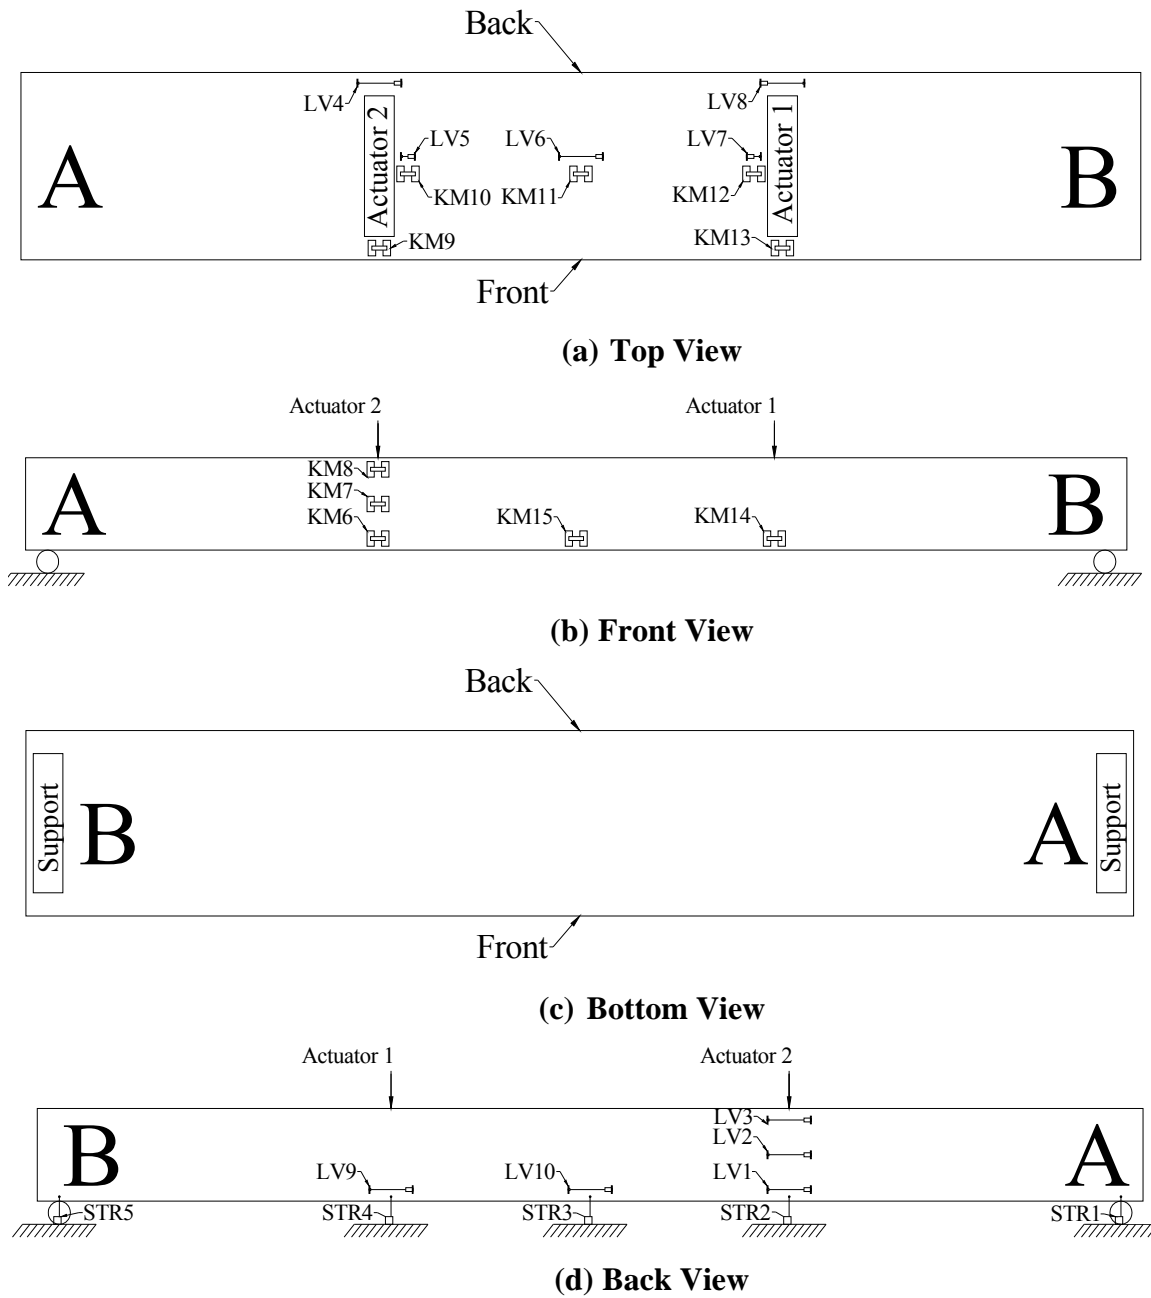 Back
LV4
Actuator 2
LV5
LV6
LV7
LV8
Actuator 1
A
B
KM10
KM11
KM12
KM9
KM13
Front
(a) Top View
Actuator 2
Actuator 1
KM8
KM7
KM6
KM15
KM14
A
B
(b) Front View
Back
Support
B
A
Support
Front
(c) Bottom View
Actuator 1
Actuator 2
LV3
LV2
LV9
LV10
LV1
B
A
STR5
STR4
STR3
STR2
STR1
(d) Back View